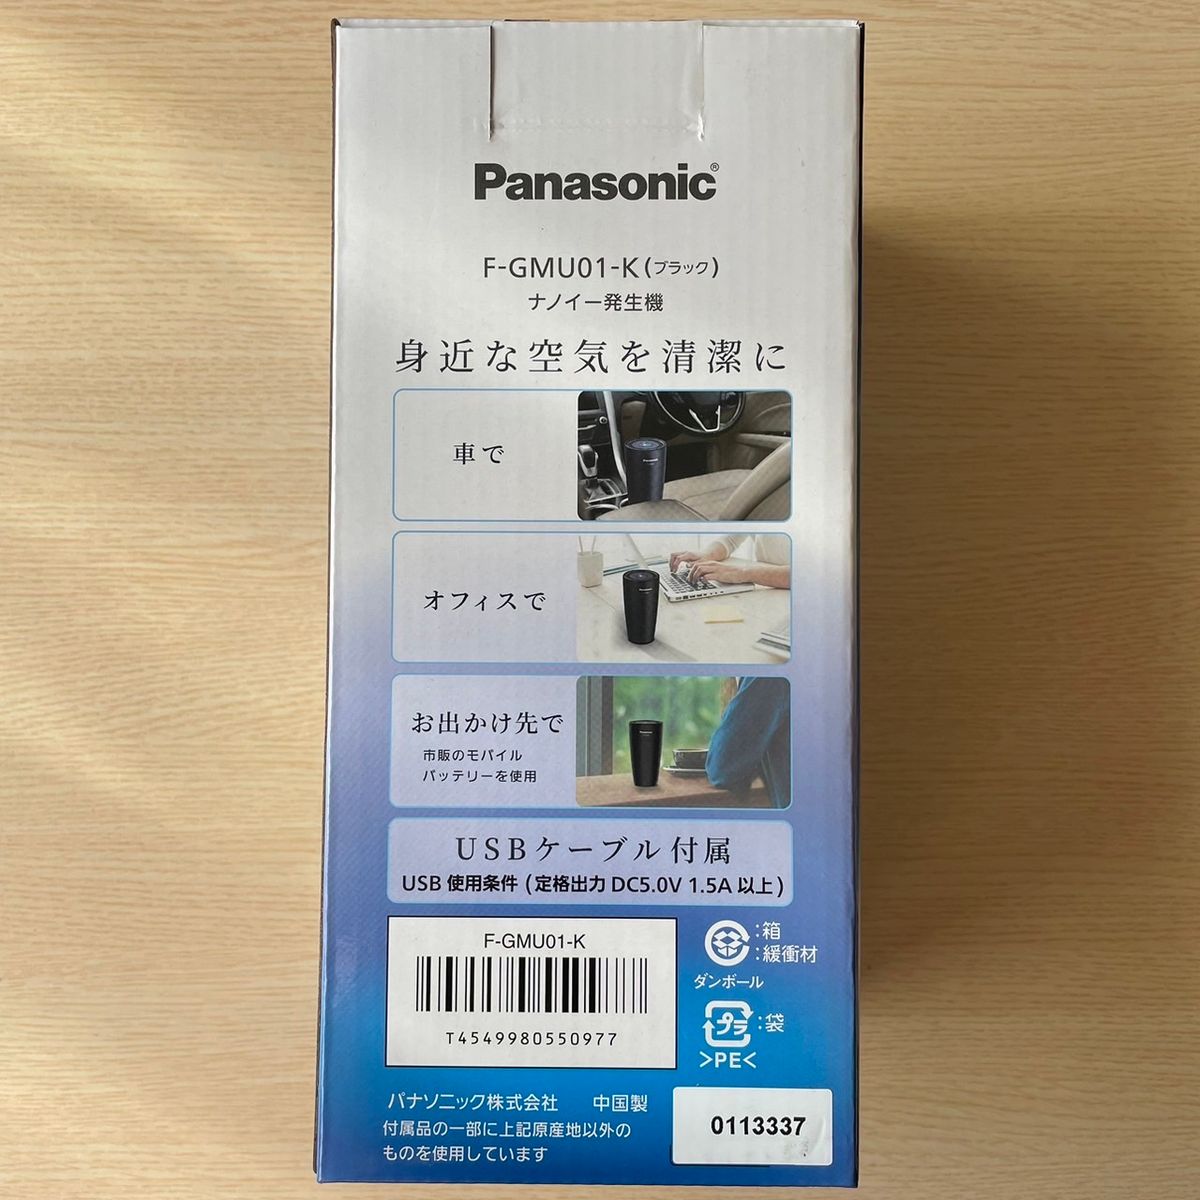 Panasonic®
F-GMU01-K(ブラック)
ナノイー発生機
身近な空気を清潔に
車で
Panasonic
オフィスで
Panasonic
お出かけ先で
市販のモバイル
バッテリーを使用
Panasonic
USBケーブル付属
USB 使用条件 (定格出力 DC5.0V 1.5A 以上)
F-GMU01-K
T4549980550977
:箱
:緩衝材
ダンボール
プラ
:袋
>PE<
パナソニック株式会社 中国製
付属品の一部に上記原産地以外の
ものを使用しています
0113337